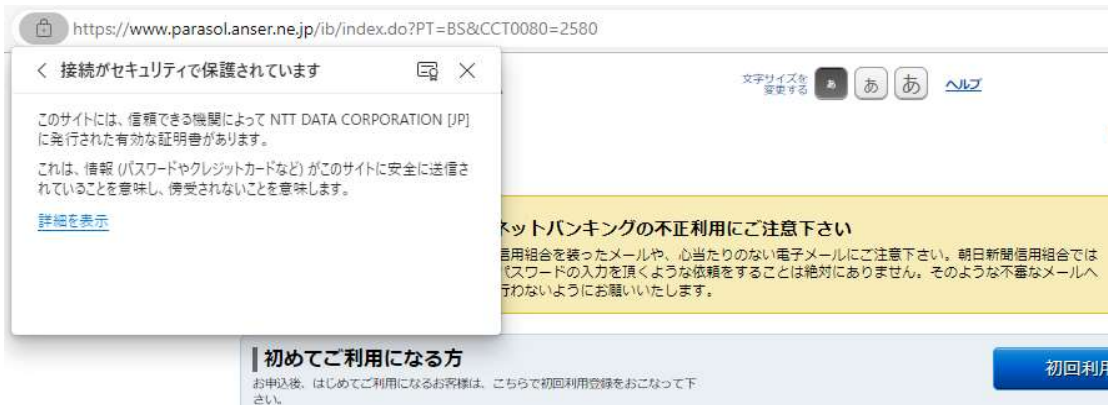 https://www.parasol.anser.ne.jp/ib/index.do?PT=BS&CCT0080=2580
接続がセキュリティで保護されています
このサイトには、信頼できる機関によって NTT DATA CORPORATION [JP]
に発行された有効な証明書があります。
これは、情報 (パスワードやクレジットカードなど) がこのサイトに安全に送信さ
れていることを意味し、傍受されないことを意味します。
詳細を表示
文字サイズを
変更する
あ あ あ ヘルプ
ネットバンキングの不正利用にご注意下さい
信用組合を装ったメールや、心当たりのない電子メールにご注意下さい。朝日新聞信用組合では
パスワードの入力を頂くような依頼をすることは絶対にありません。そのような不審なメールへ
行わないようにお願いいたします。
初めてご利用になる方
お申込後、はじめてご利用になるお客様は、こちらで初回利用登録をおこなって下
さい。
初回利用